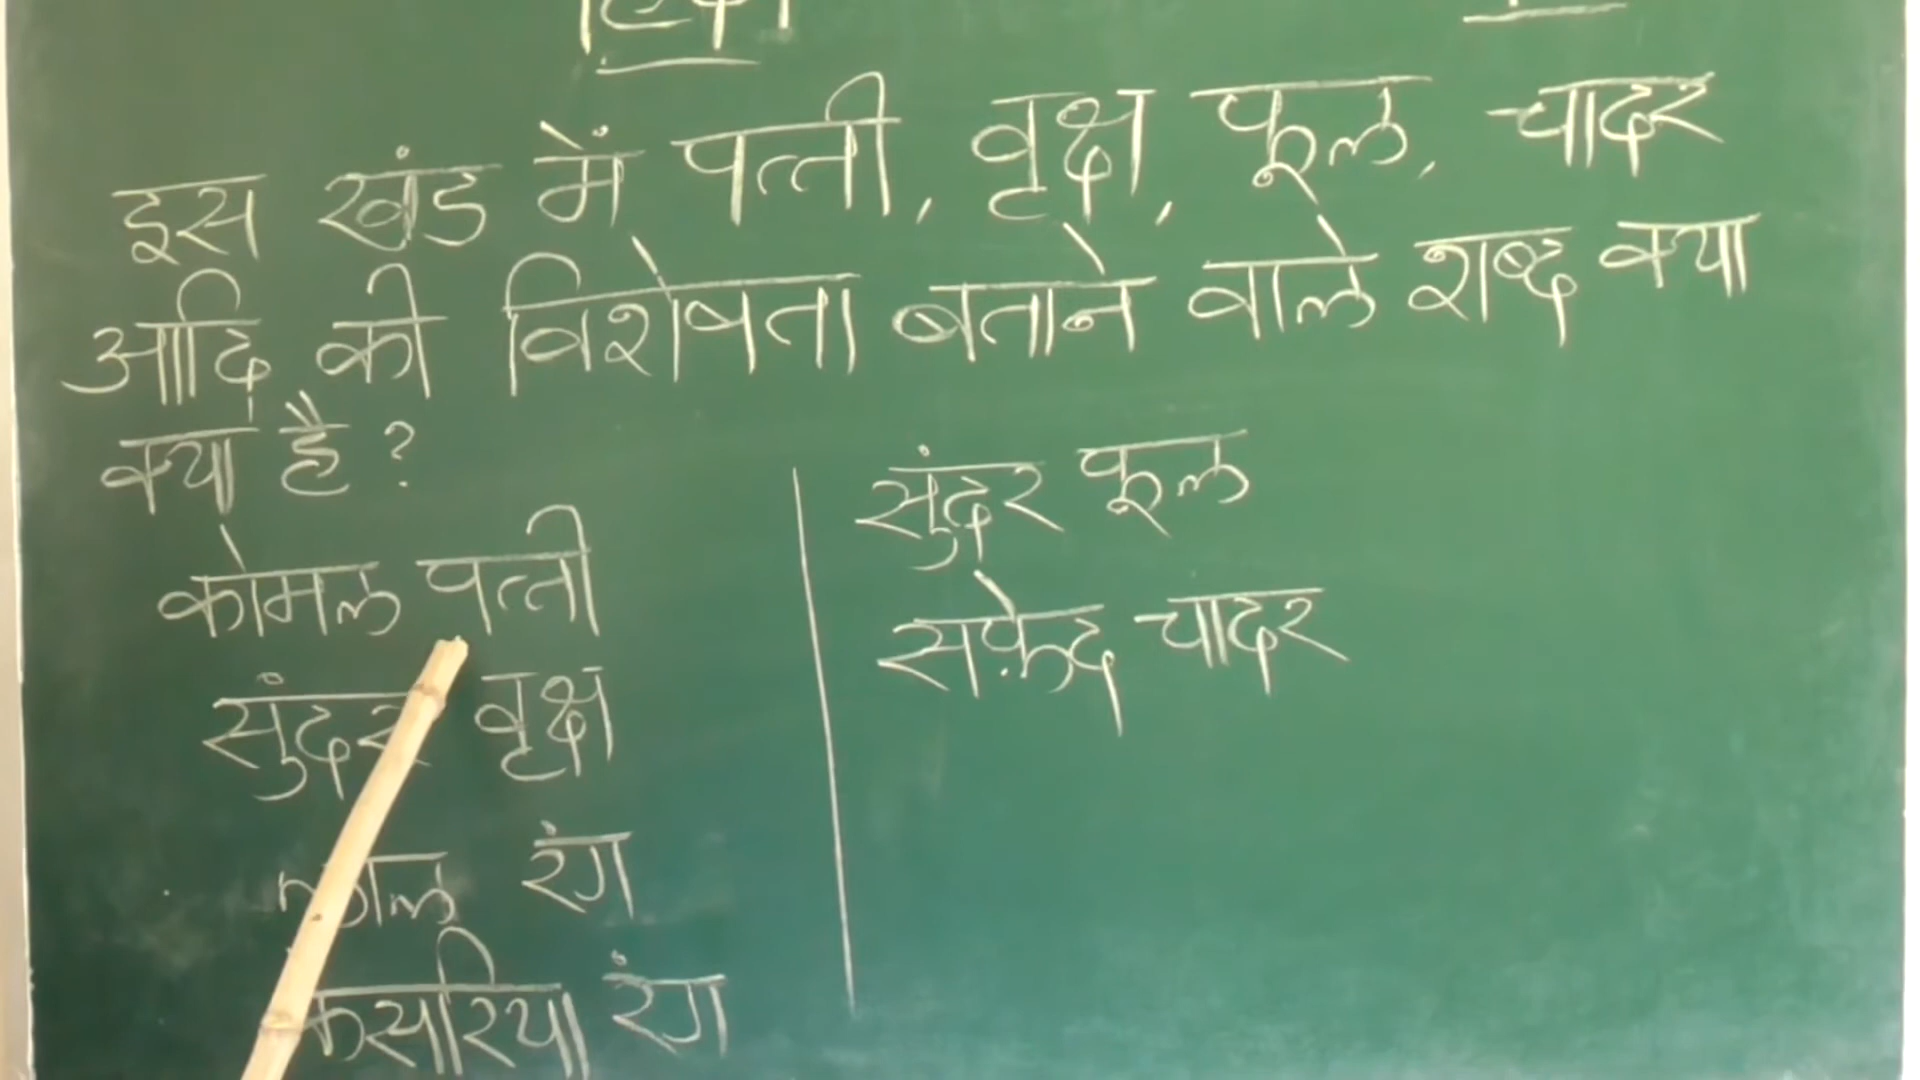 इस खंड में पत्ती, वृक्ष, फूल, चादर
आदि की विशेषता बताने वाले शब्द क्या
क्या है?
कोमल पत्ती
सुंदर वृक्ष
लाल रंग
रंग
सुंदर फूल
सफ़ेद चादर